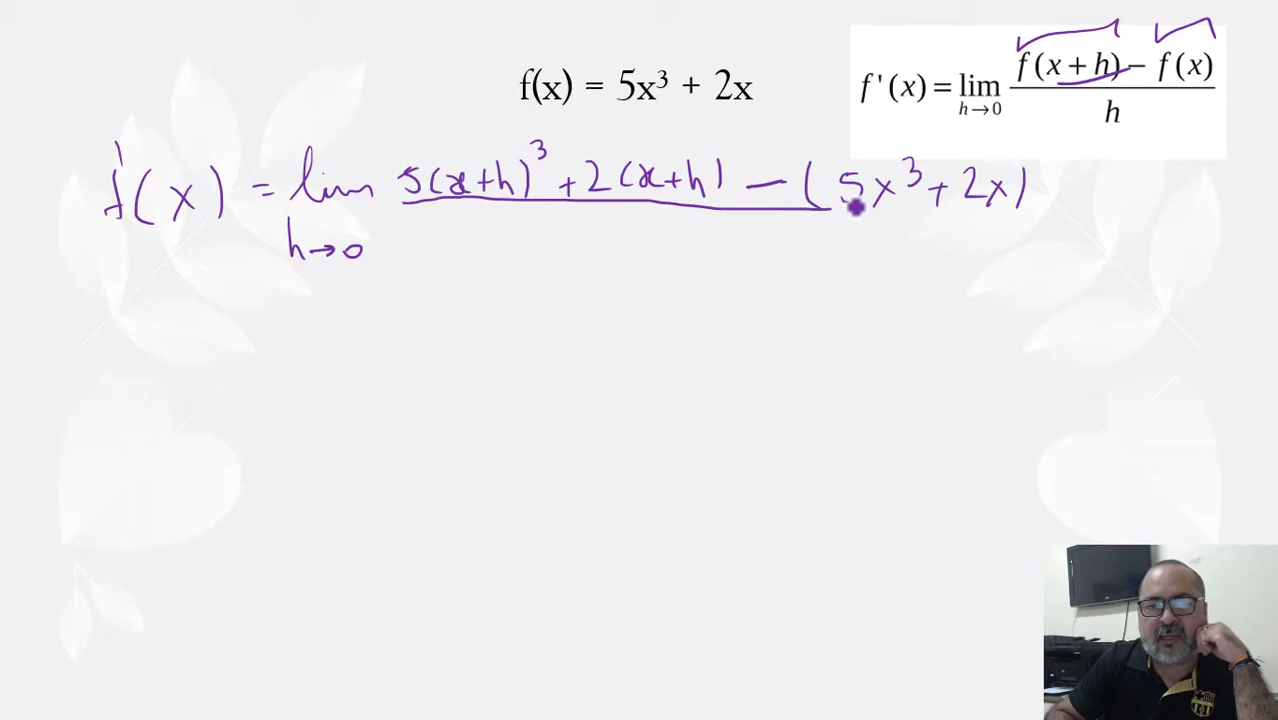 f(x) = 5x³ + 2x
f'(x) = lim h→0 f(x + h) − f(x) / h
f'(x) = lim h→0 5(x+h)³ + 2(x+h) − (5x³ + 2x)